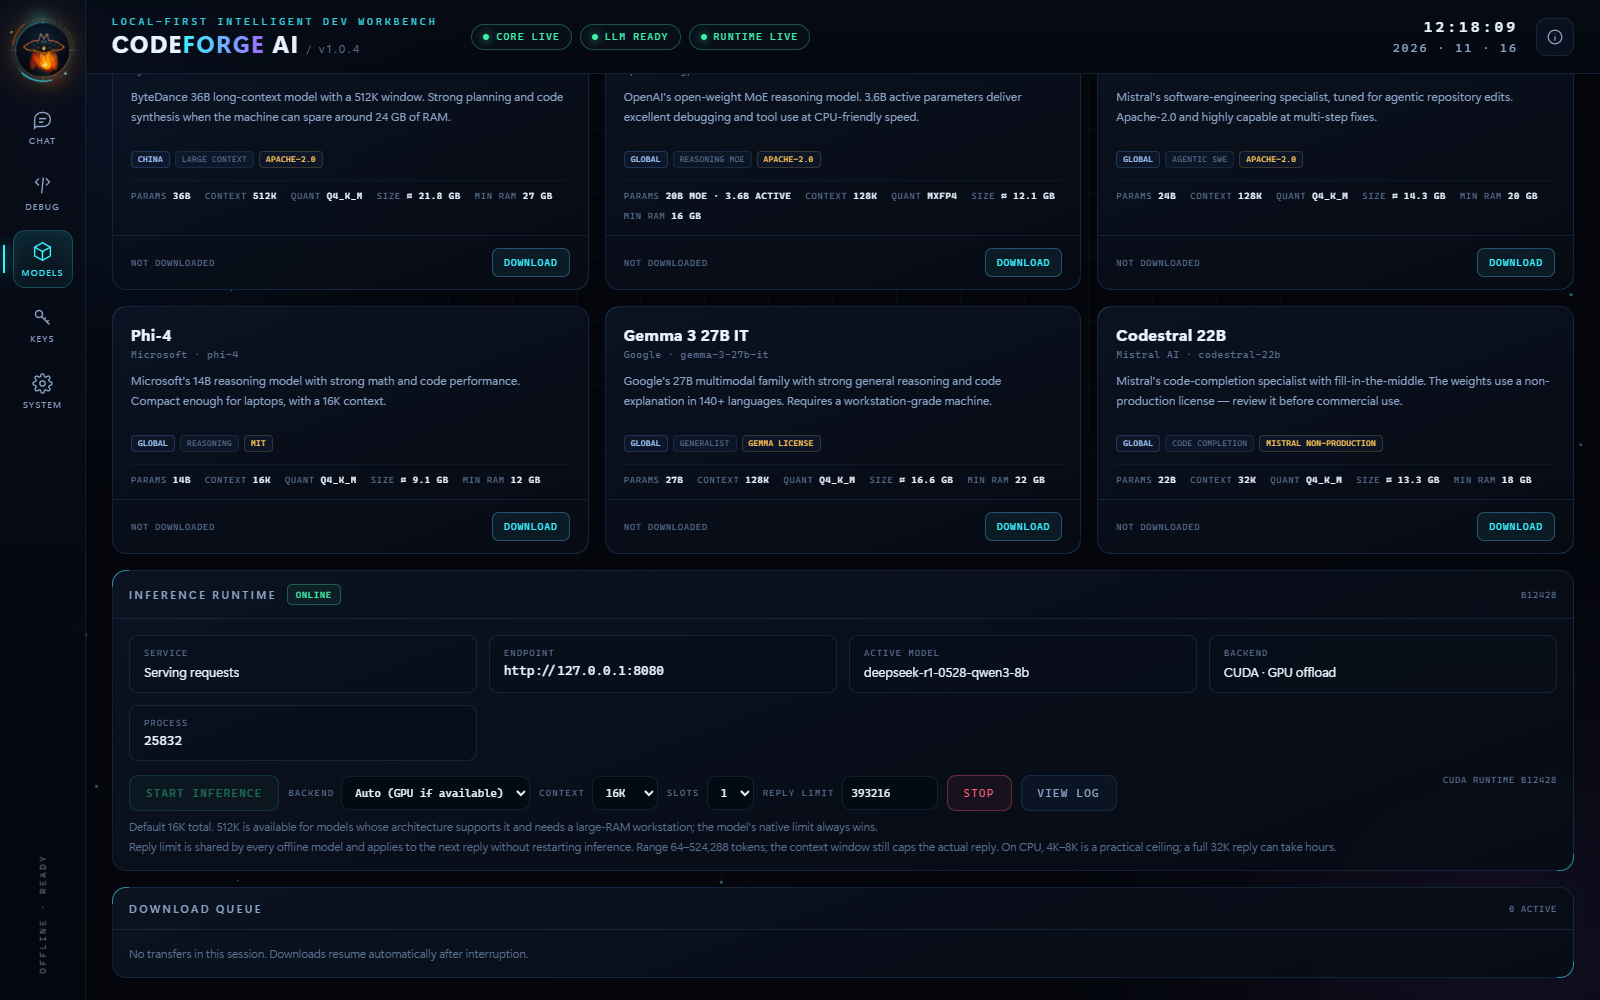 LOCAL-FIRST INTELLIGENT DEV WORKBENCH
CODEFORGE AI / v1.0.4
CORE LIVE
LLM READY
RUNTIME LIVE
12:18:09
2026 · 11 · 16
CHAT
DEBUG
MODELS
KEYS
SYSTEM
OFFLINE · READY
ByteDance 36B long-context model with a 512K window. Strong planning and code
synthesis when the machine can spare around 24 GB of RAM.
CHINA
LARGE CONTEXT
APACHE-2.0
PARAMS 36B CONTEXT 512K QUANT Q4_K_M SIZE ≈ 21.8 GB MIN RAM 27 GB
NOT DOWNLOADED
DOWNLOAD
OpenAI's open-weight MoE reasoning model. 3.6B active parameters deliver
excellent debugging and tool use at CPU-friendly speed.
GLOBAL
REASONING MOE
APACHE-2.0
PARAMS 20B MOE · 3.6B ACTIVE CONTEXT 128K QUANT MXFP4 SIZE ≈ 12.1 GB
MIN RAM 16 GB
NOT DOWNLOADED
DOWNLOAD
Mistral's software-engineering specialist, tuned for agentic repository edits.
Apache-2.0 and highly capable at multi-step fixes.
GLOBAL
AGENTIC SWE
APACHE-2.0
PARAMS 24B CONTEXT 128K QUANT Q4_K_M SIZE ≈ 14.3 GB MIN RAM 20 GB
NOT DOWNLOADED
DOWNLOAD
Phi-4
Microsoft · phi-4
Microsoft's 14B reasoning model with strong math and code performance.
Compact enough for laptops, with a 16K context.
GLOBAL
REASONING
MIT
PARAMS 14B CONTEXT 16K QUANT Q4_K_M SIZE ≈ 9.1 GB MIN RAM 12 GB
NOT DOWNLOADED
DOWNLOAD
Gemma 3 27B IT
Google · gemma-3-27b-it
Google's 27B multimodal family with strong general reasoning and code
explanation in 140+ languages. Requires a workstation-grade machine.
GLOBAL
GENERALIST
GEMMA LICENSE
PARAMS 27B CONTEXT 128K QUANT Q4_K_M SIZE ≈ 16.6 GB MIN RAM 22 GB
NOT DOWNLOADED
DOWNLOAD
Codestral 22B
Mistral AI · codestral-22b
Mistral's code-completion specialist with fill-in-the-middle. The weights use a non-
production license — review it before commercial use.
GLOBAL
CODE COMPLETION
MISTRAL NON-PRODUCTION
PARAMS 22B CONTEXT 32K QUANT Q4_K_M SIZE ≈ 13.3 GB MIN RAM 18 GB
NOT DOWNLOADED
DOWNLOAD
INFERENCE RUNTIME
ONLINE
B12428
SERVICE
Serving requests
ENDPOINT
http://127.0.0.1:8080
ACTIVE MODEL
deepseek-r1-0528-qwen3-8b
BACKEND
CUDA · GPU offload
PROCESS
25832
START INFERENCE
BACKEND Auto (GPU if available)
CONTEXT 16K
SLOTS 1
REPLY LIMIT 393216
STOP
VIEW LOG
CUDA RUNTIME B12428
Default 16K total. 512K is available for models whose architecture supports it and needs a large-RAM workstation; the model's native limit always wins.
Reply limit is shared by every offline model and applies to the next reply without restarting inference. Range 64–524,288 tokens; the context window still caps the actual reply. On CPU, 4K–8K is a practical ceiling; a full 32K reply can take hours.
DOWNLOAD QUEUE
0 ACTIVE
No transfers in this session. Downloads resume automatically after interruption.